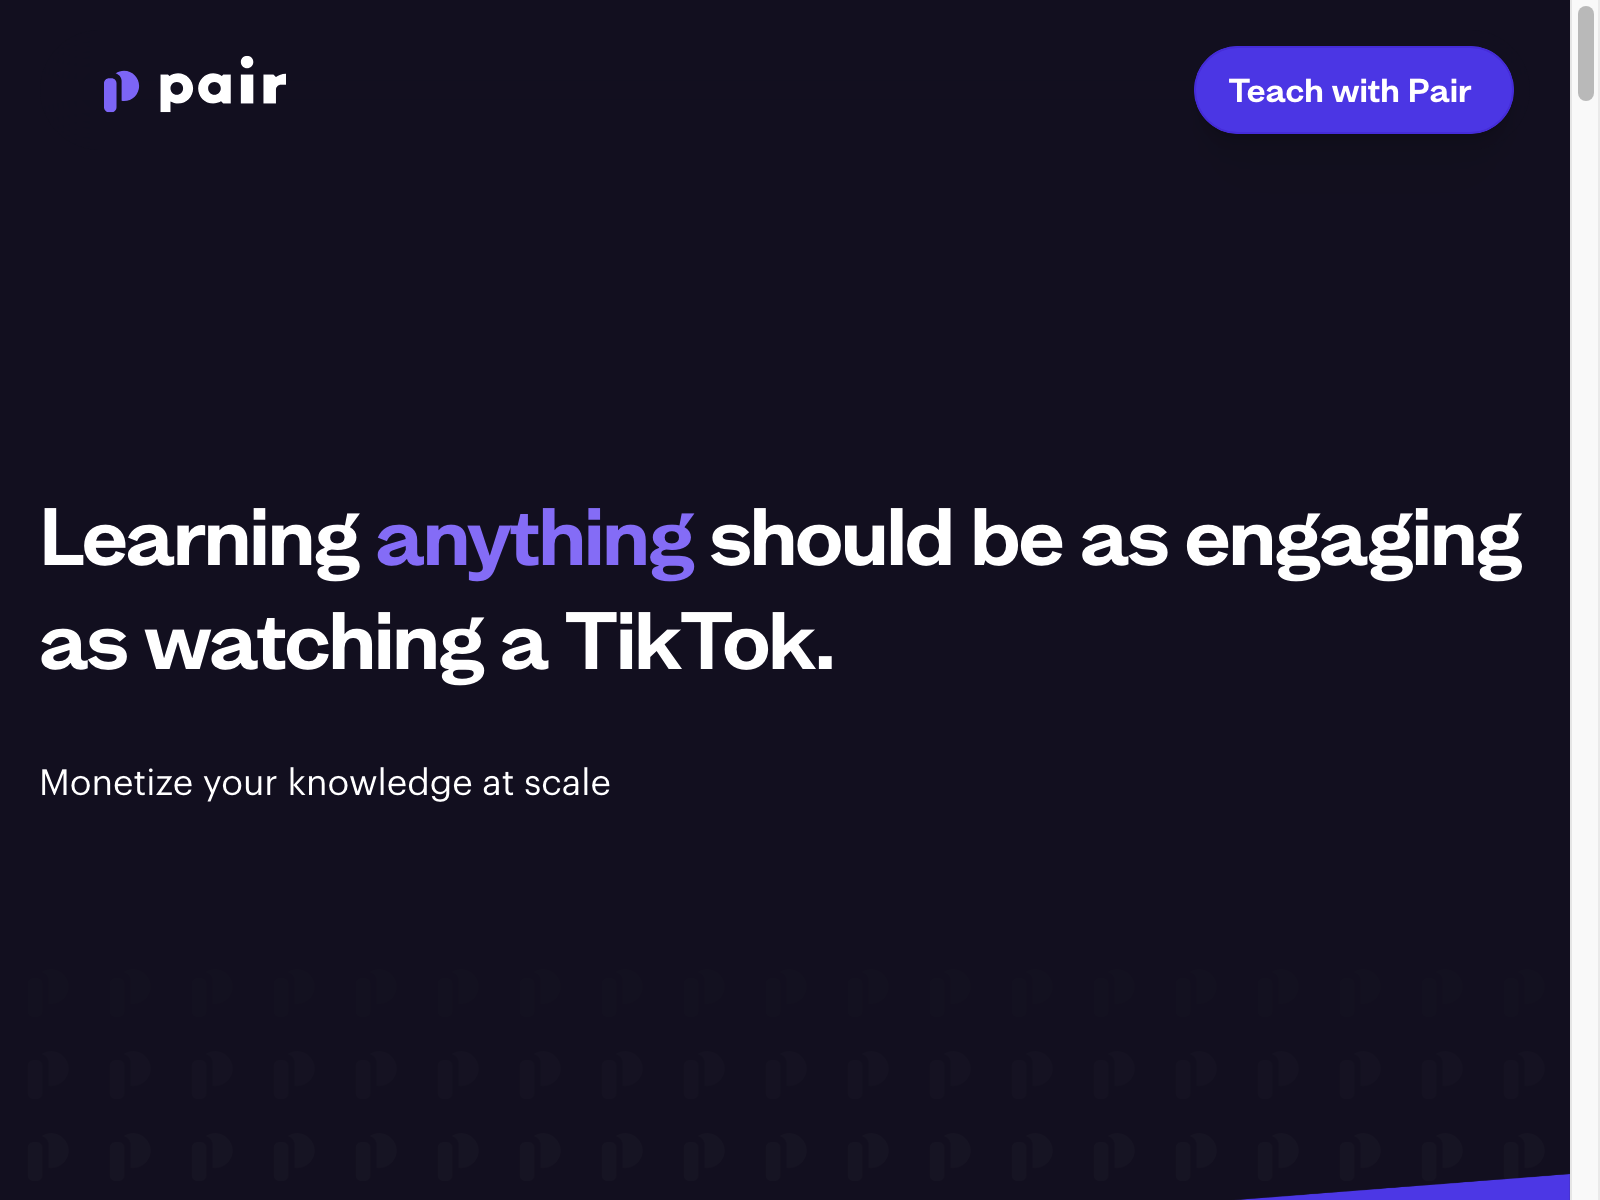 pair
Teach with Pair
Learning anything should be as engaging
as watching a TikTok.
Monetize your knowledge at scale